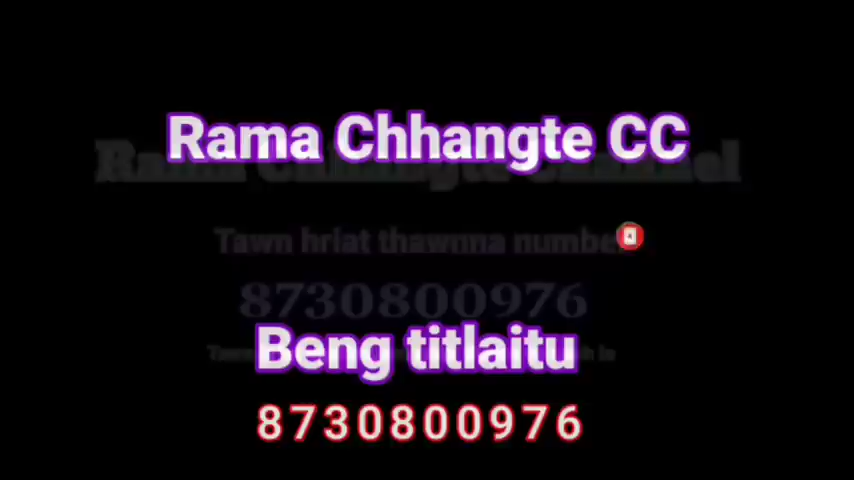 Rama Chhangte CC
Tawn hriat thawnna number
8730800976
Beng titlaitu
8730800976